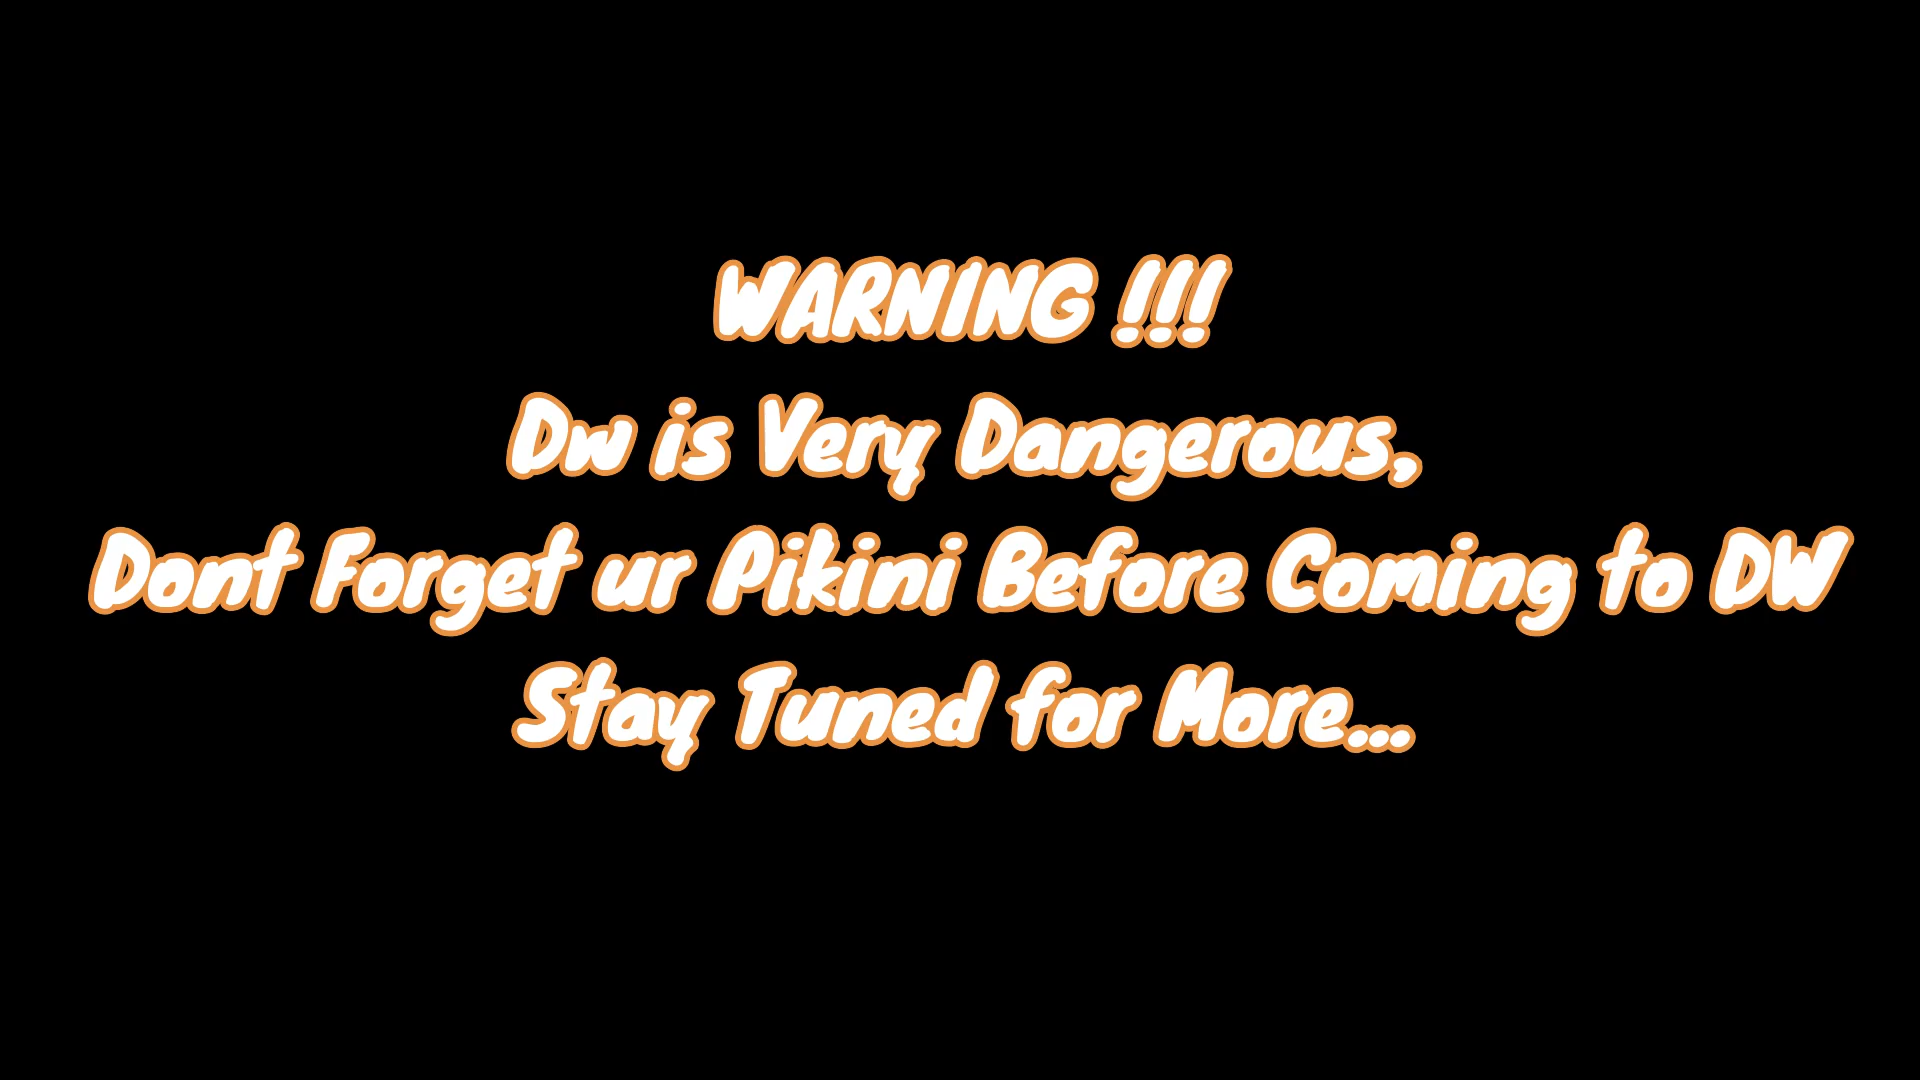 WARNING !!!
Dw is Very Dangerous,
Dont Forget ur Pikini Before Coming to DW
Stay Tuned for More...